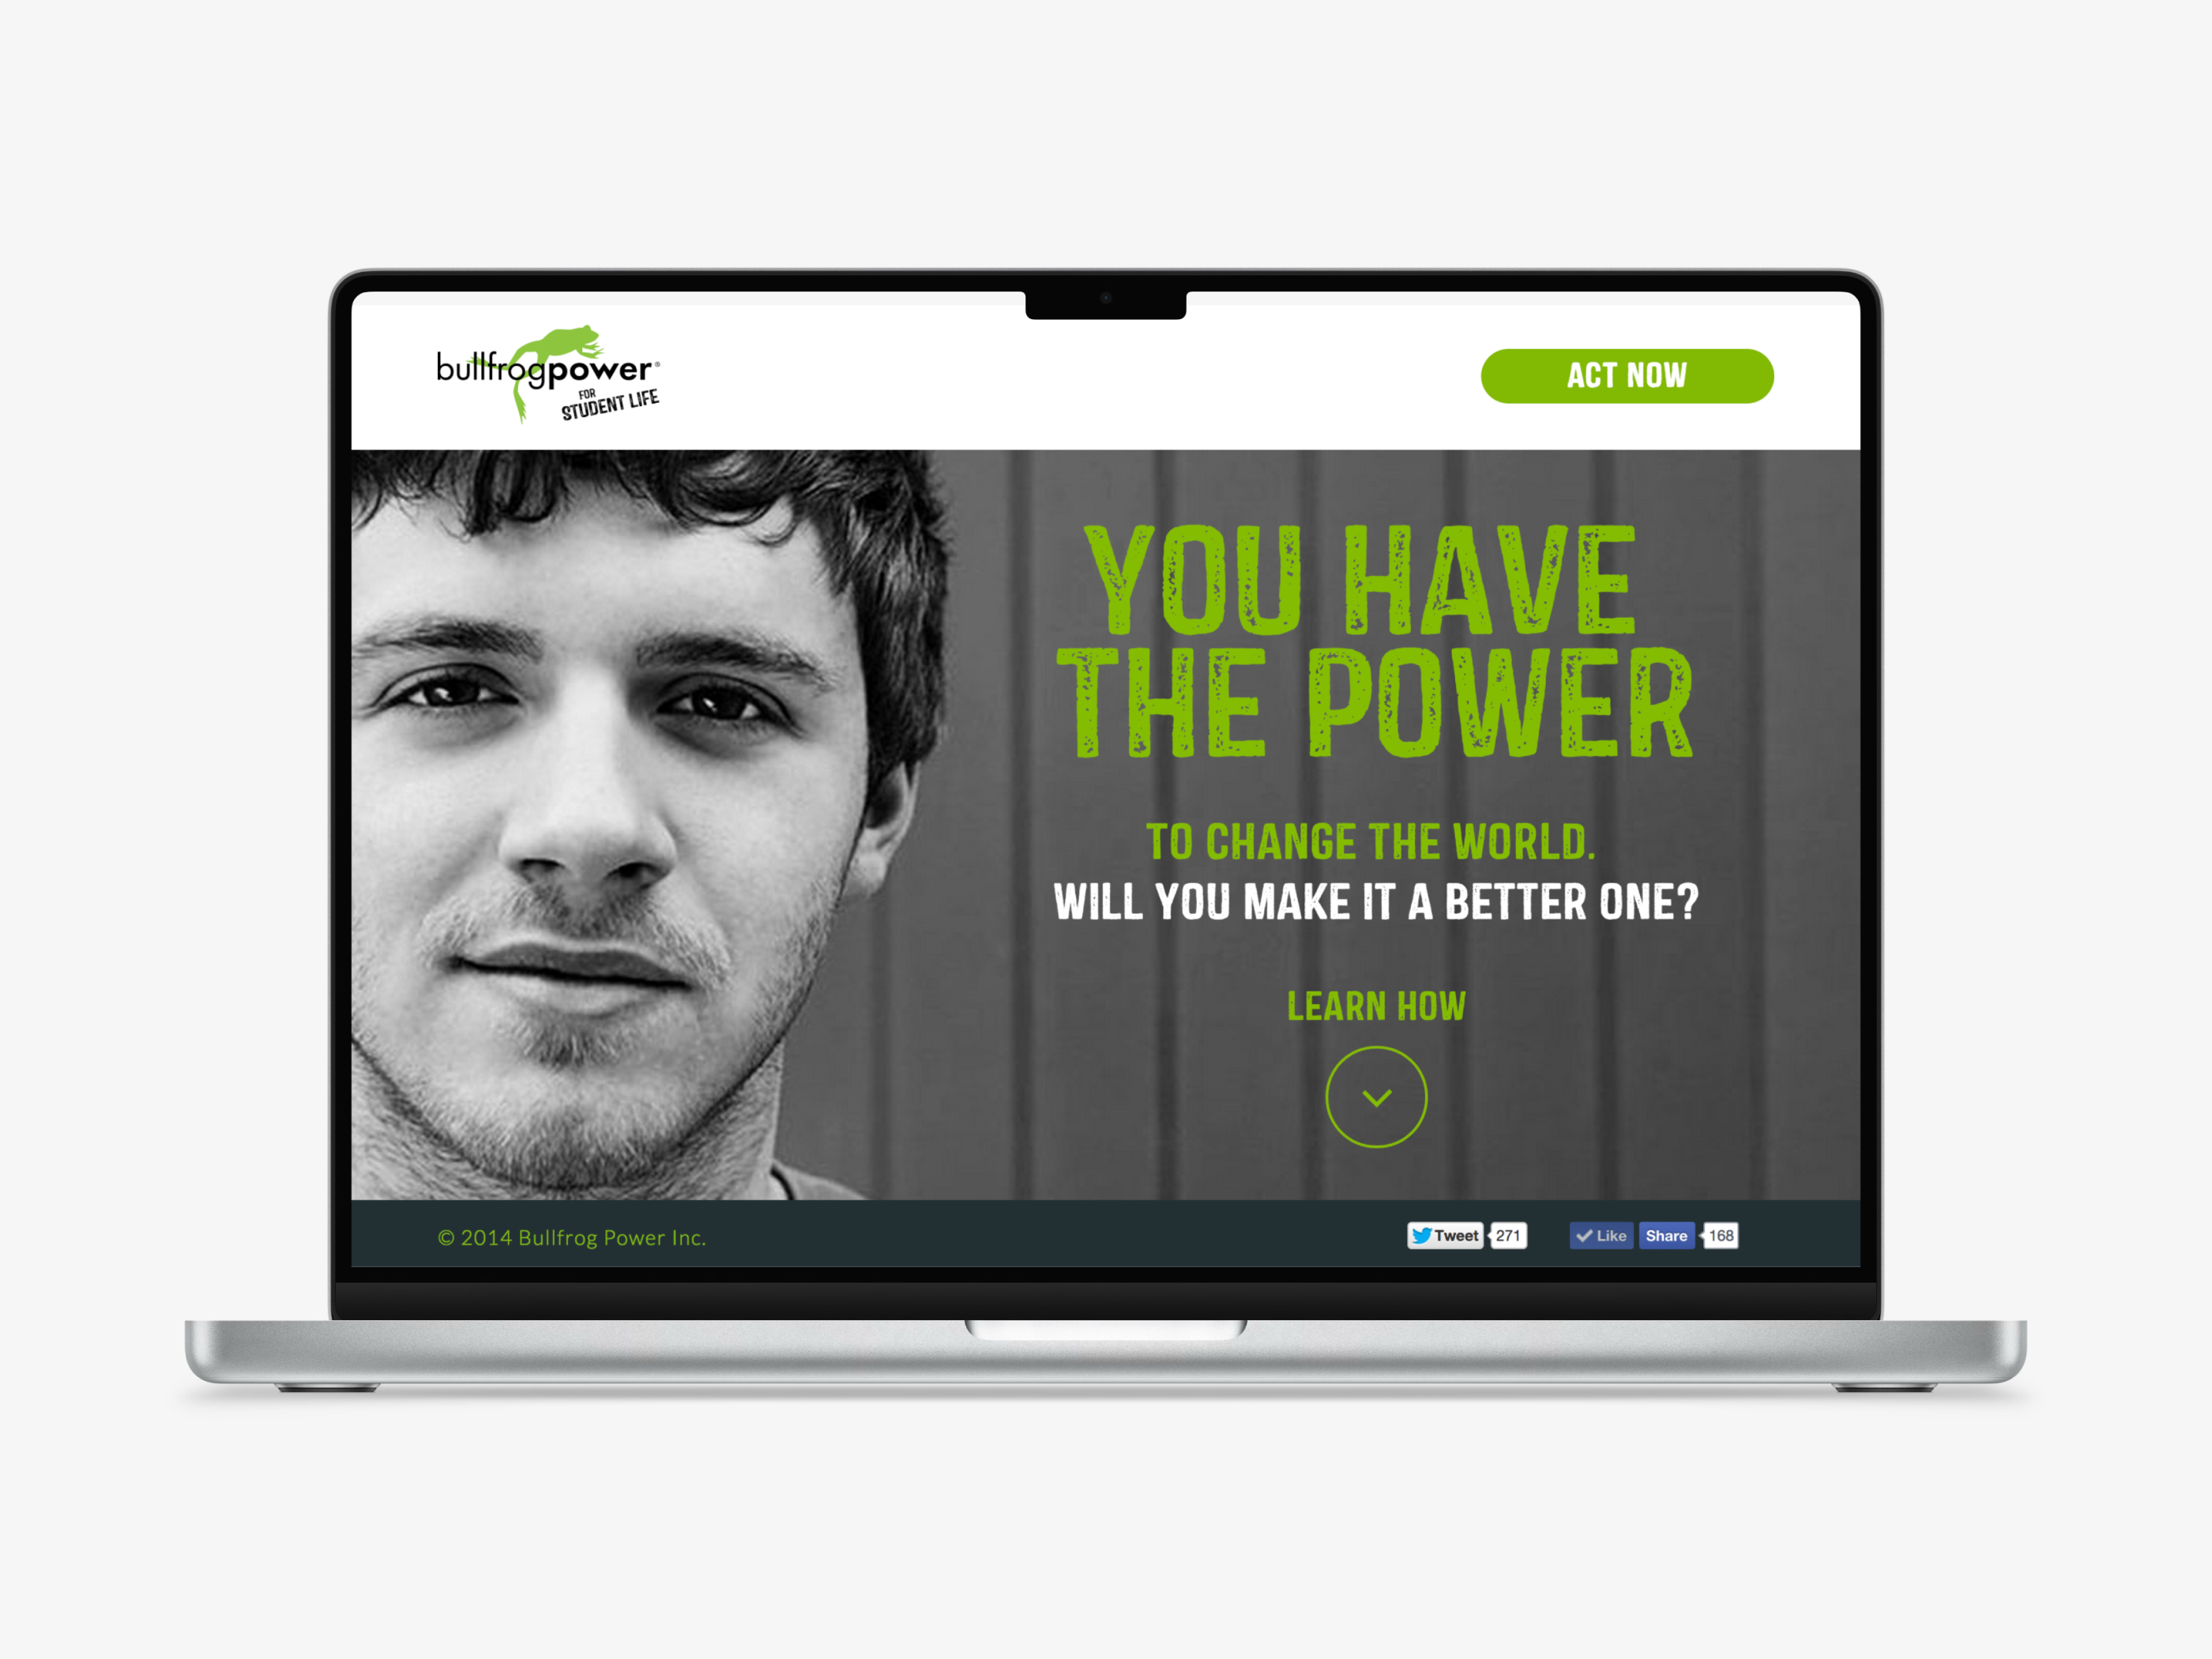 bullfrogpower®
FOR
STUDENT LIFE
ACT NOW
YOU HAVE
THE POWER
TO CHANGE THE WORLD.
WILL YOU MAKE IT A BETTER ONE?
LEARN HOW
© 2014 Bullfrog Power Inc.
Tweet 271 Like Share 168